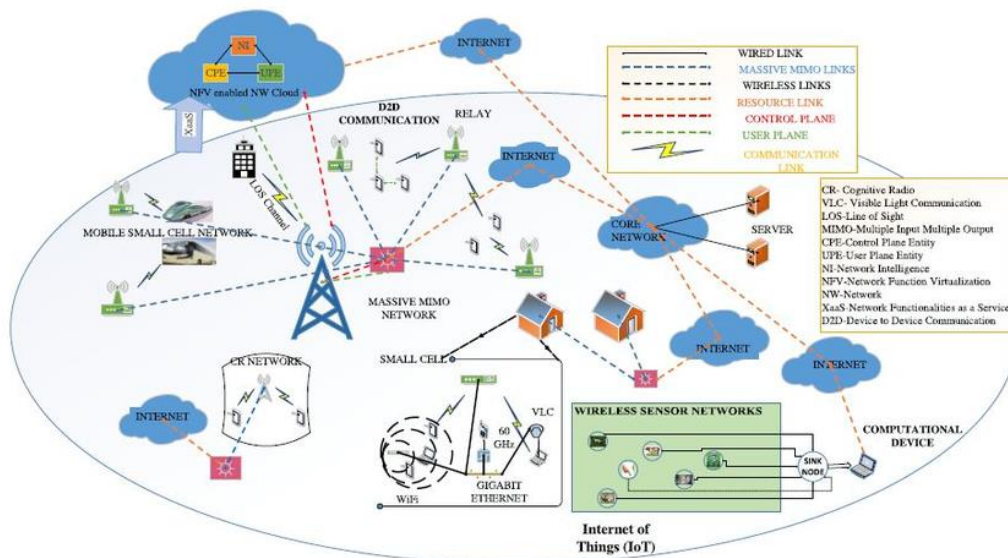 NI
CPE
UPE
NFV enabled NW Cloud
XaaS
INTERNET
WIRED LINK
MASSIVE MIMO LINKS
WIRELESS LINKS
RESOURCE LINK
CONTROL PLANE
USER PLANE
COMMUNICATION
LINK
D2D
COMMUNICATION
RELAY
INTERNET
LOS Channel
MOBILE SMALL CELL NETWORK
CORE
NETWORK
SERVER
CR- Cognitive Radio
VLC- Visible Light Communication
LOS-Line of Sight
MIMO-Multiple Input Multiple Output
CPE-Control Plane Entity
UPE-User Plane Entity
NI-Network Intelligence
NFV-Network Function Virtualization
NW-Network
XaaS-Network Functionalities as a Service
D2D-Device to Device Communication
MASSIVE MIMO
NETWORK
SMALL CELL
INTERNET
INTERNET
CR NETWORK
INTERNET
VLC
60
GHz
WiFi
GIGABIT
ETHERNET
WIRELESS SENSOR NETWORKS
SINK
NODE
COMPUTATIONAL
DEVICE
Internet of
Things (IoT)